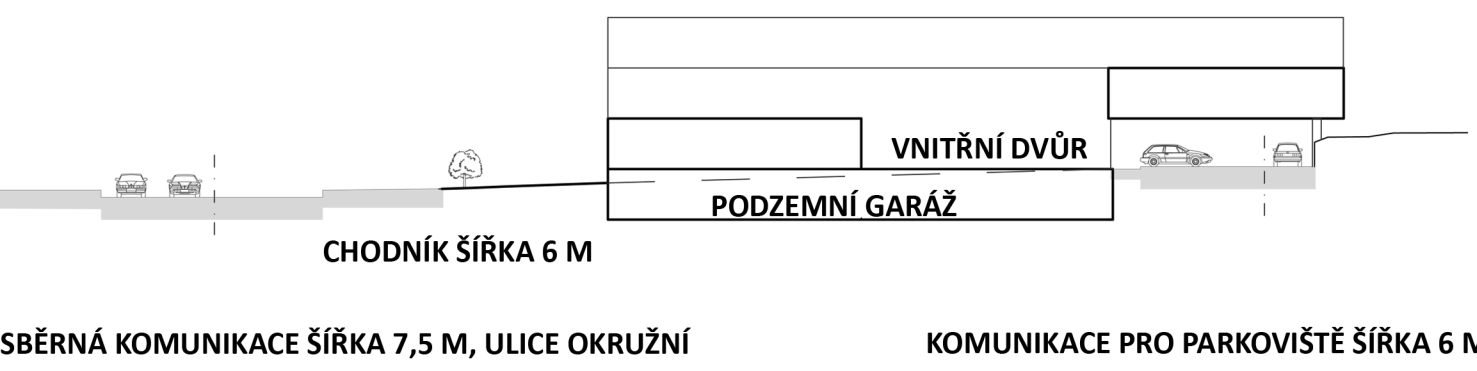 VNITŘNÍ DVŮR
PODZEMNÍ GARÁŽ
CHODNÍK ŠÍŘKA 6 M
SBĚRNÁ KOMUNIKACE ŠÍŘKA 7,5 M, ULICE OKRUŽNÍ
KOMUNIKACE PRO PARKOVIŠTĚ ŠÍŘKA 6 M